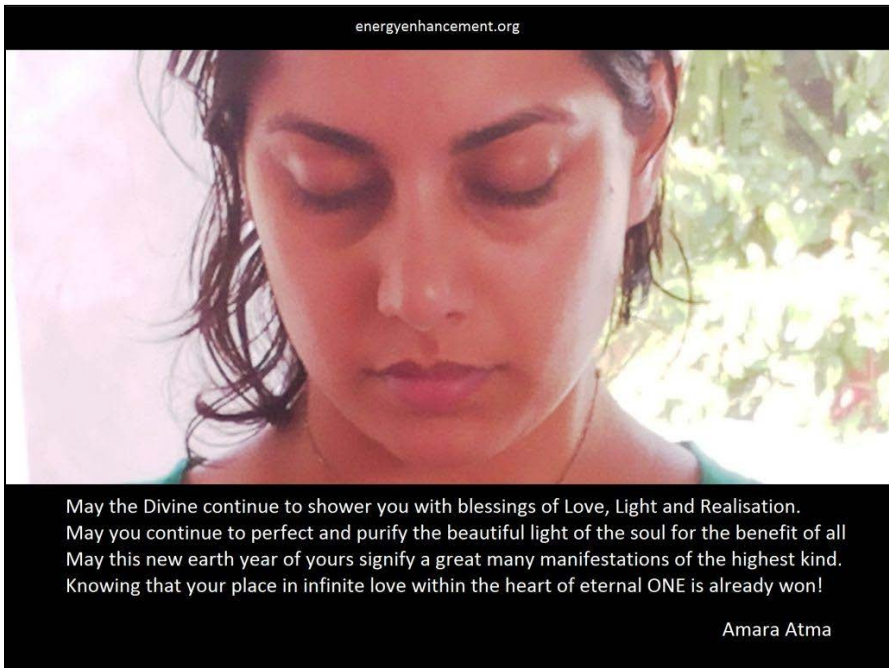 energyenhancement.org
May the Divine continue to shower you with blessings of Love, Light and Realisation.
May you continue to perfect and purify the beautiful light of the soul for the benefit of all
May this new earth year of yours signify a great many manifestations of the highest kind.
Knowing that your place in infinite love within the heart of eternal ONE is already won!
Amara Atma